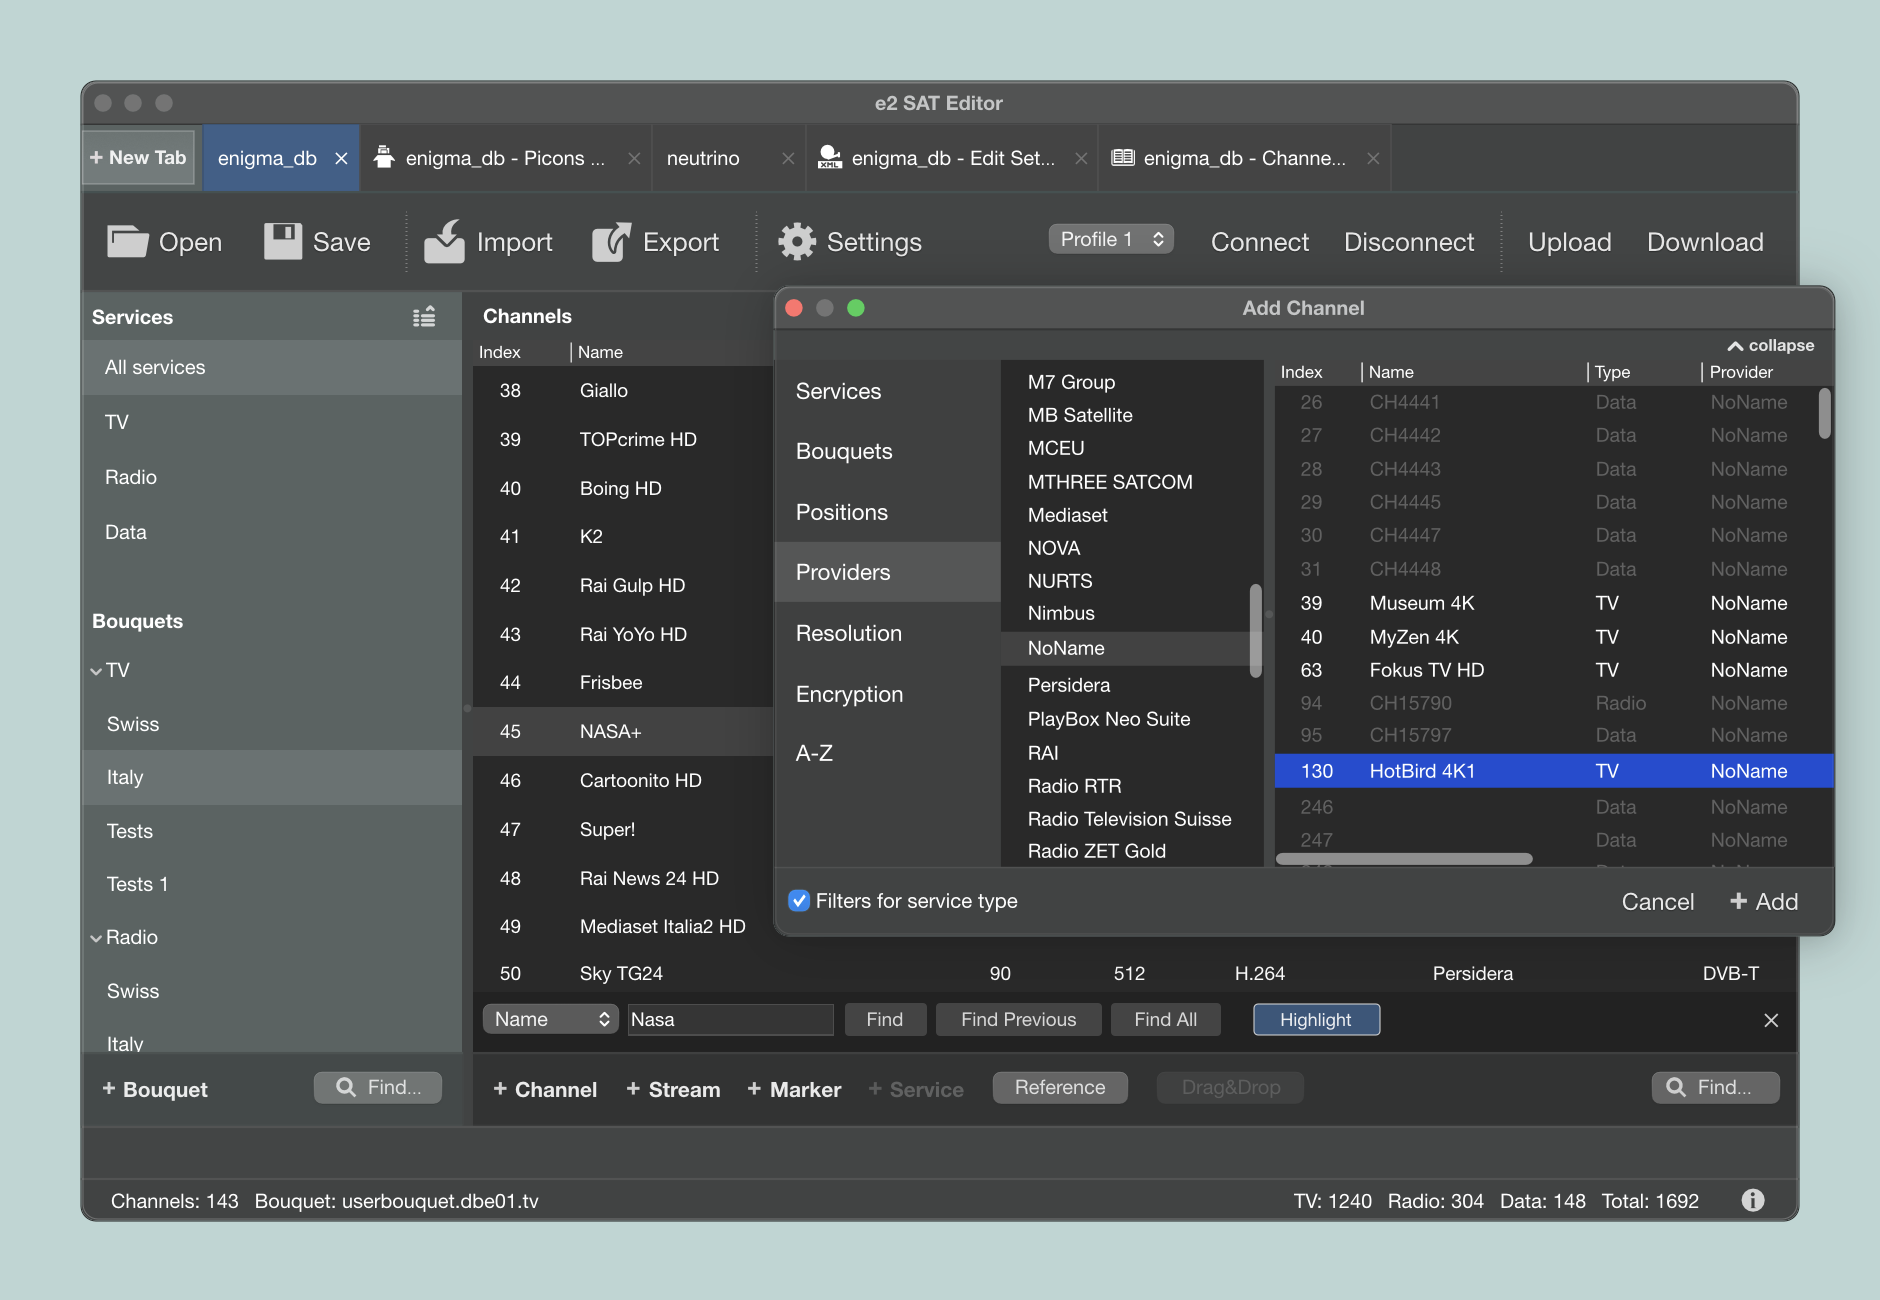 e2 SAT Editor
+ New Tab
enigma_db
enigma_db - Picons ...
neutrino
XML
enigma_db - Edit Set...
enigma_db - Channe...
Open
Save
Import
Export
Settings
Profile 1
Connect
Disconnect
Upload
Download
Services
All services
TV
Radio
Data
Bouquets
TV
Swiss
Italy
Tests
Tests 1
Radio
Swiss
Italy
+ Bouquet
Find...
Channels
Index Name
38 Giallo
39 TOPcrime HD
40 Boing HD
41 K2
42 Rai Gulp HD
43 Rai YoYo HD
44 Frisbee
45 NASA+
46 Cartoonito HD
47 Super!
48 Rai News 24 HD
49 Mediaset Italia2 HD
50 Sky TG24 90 512 H.264 Persidera DVB-T
Name
Nasa
Find
Find Previous
Find All
Highlight
+ Channel
+ Stream
+ Marker
+ Service
Reference
Drag&Drop
Find...
Add Channel
collapse
Services
Bouquets
Positions
Providers
Resolution
Encryption
A-Z
M7 Group
MB Satellite
MCEU
MTHREE SATCOM
Mediaset
NOVA
NURTS
Nimbus
NoName
Persidera
PlayBox Neo Suite
RAI
Radio RTR
Radio Television Suisse
Radio ZET Gold
Index Name Type Provider
26 CH4441 Data NoName
27 CH4442 Data NoName
28 CH4443 Data NoName
29 CH4445 Data NoName
30 CH4447 Data NoName
31 CH4448 Data NoName
39 Museum 4K TV NoName
40 MyZen 4K TV NoName
63 Fokus TV HD TV NoName
94 CH15790 Radio NoName
95 CH15797 Data NoName
130 HotBird 4K1 TV NoName
246 Data NoName
247 Data NoName
Filters for service type
Cancel
+ Add
Channels: 143 Bouquet: userbouquet.dbe01.tv
TV: 1240 Radio: 304 Data: 148 Total: 1692